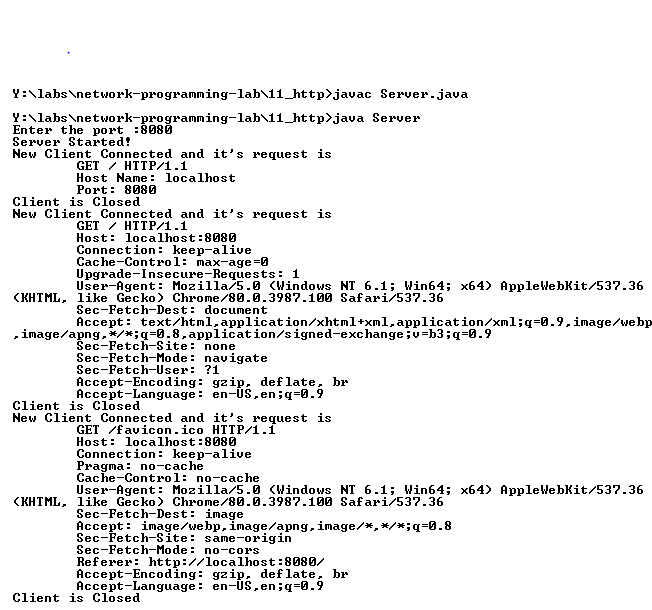 Y:\labs\network-programming-lab\11_http>javac Server.java
Y:\labs\network-programming-lab\11_http>java Server
Enter the port :8080
Server Started!
New Client Connected and it's request is
GET / HTTP/1.1
Host Name: localhost
Port: 8080
Client is Closed
New Client Connected and it's request is
GET / HTTP/1.1
Host: localhost:8080
Connection: keep-alive
Cache-Control: max-age=0
Upgrade-Insecure-Requests: 1
User-Agent: Mozilla/5.0 (Windows NT 6.1; Win64; x64) AppleWebKit/537.36
(KHTML, like Gecko) Chrome/80.0.3987.100 Safari/537.36
Sec-Fetch-Dest: document
Accept: text/html,application/xhtml+xml,application/xml;q=0.9,image/webp
,image/apng,*/*;q=0.8,application/signed-exchange;v=b3;q=0.9
Sec-Fetch-Site: none
Sec-Fetch-Mode: navigate
Sec-Fetch-User: ?1
Accept-Encoding: gzip, deflate, br
Accept-Language: en-US,en;q=0.9
Client is Closed
New Client Connected and it's request is
GET /favicon.ico HTTP/1.1
Host: localhost:8080
Connection: keep-alive
Pragma: no-cache
Cache-Control: no-cache
User-Agent: Mozilla/5.0 (Windows NT 6.1; Win64; x64) AppleWebKit/537.36
(KHTML, like Gecko) Chrome/80.0.3987.100 Safari/537.36
Sec-Fetch-Dest: image
Accept: image/webp,image/apng,image/*,*/*;q=0.8
Sec-Fetch-Site: same-origin
Sec-Fetch-Mode: no-cors
Referer: http://localhost:8080/
Accept-Encoding: gzip, deflate, br
Accept-Language: en-US,en;q=0.9
Client is Closed